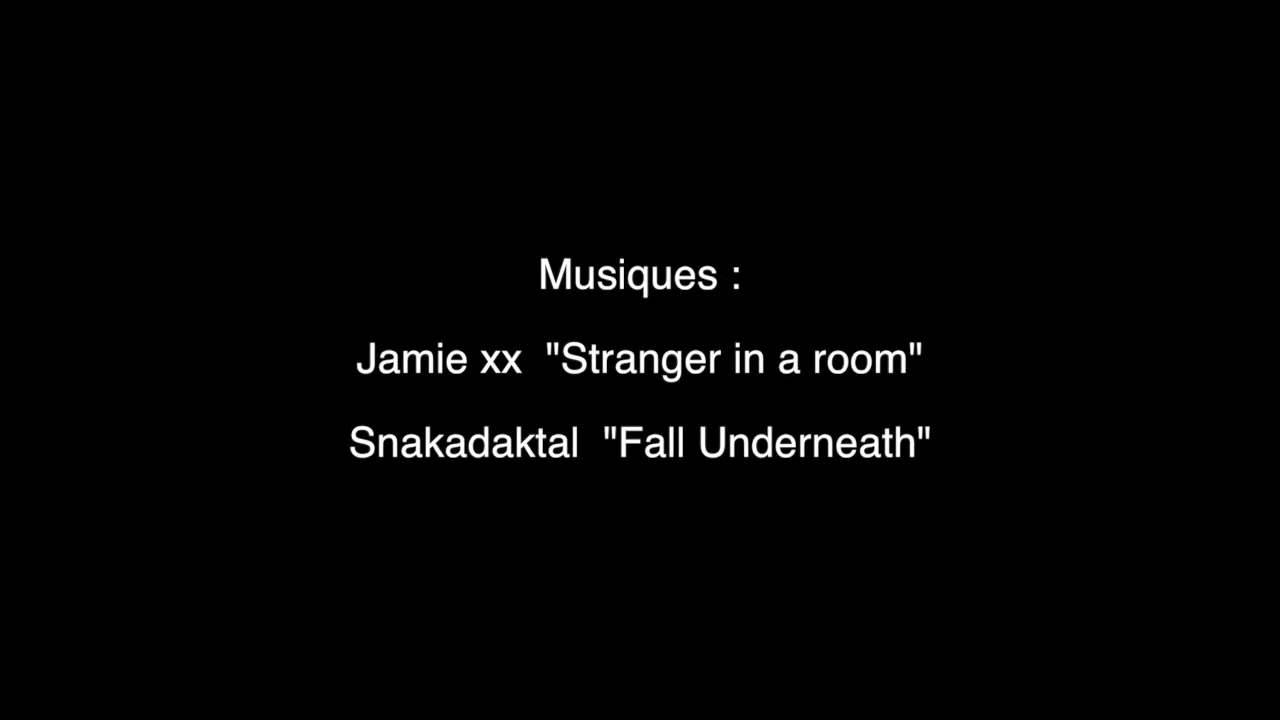 Musiques :
Jamie xx "Stranger in a room"
Snakadaktal "Fall Underneath"